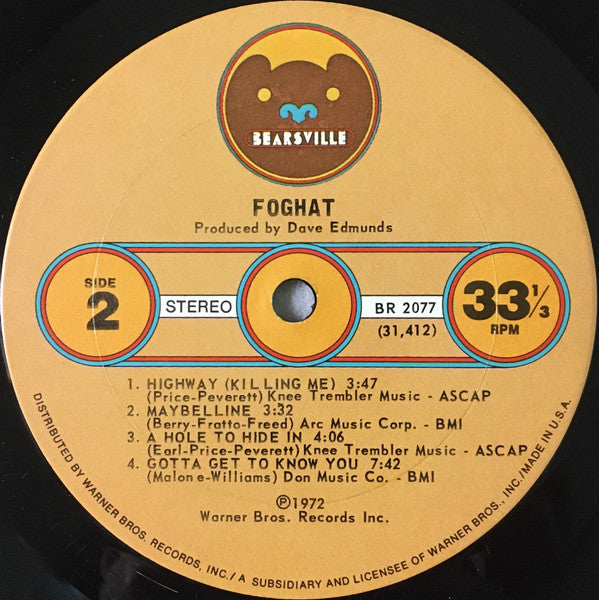 BEARSVILLE
FOGHAT
Produced by Dave Edmunds
SIDE
2
STEREO
BR 2077
(31,412)
33 1/3
RPM
1. HIGHWAY (KILLING ME) 3:47
(Price-Peverett) Knee Trembler Music - ASCAP
2. MAYBELLINE 3:32
(Berry-Fratto-Freed) Arc Music Corp. - BMI
3. A HOLE TO HIDE IN 4:06
(Earl-Price-Peverett) Knee Trembler Music - ASCAP
4. GOTTA GET TO KNOW YOU 7:42
(Malone-Williams) Don Music Co. - BMI
℗1972
Warner Bros. Records Inc.
DISTRIBUTED BY WARNER BROS. RECORDS, INC./A SUBSIDIARY AND LICENSEE OF WARNER BROS., INC./MADE IN U.S.A.